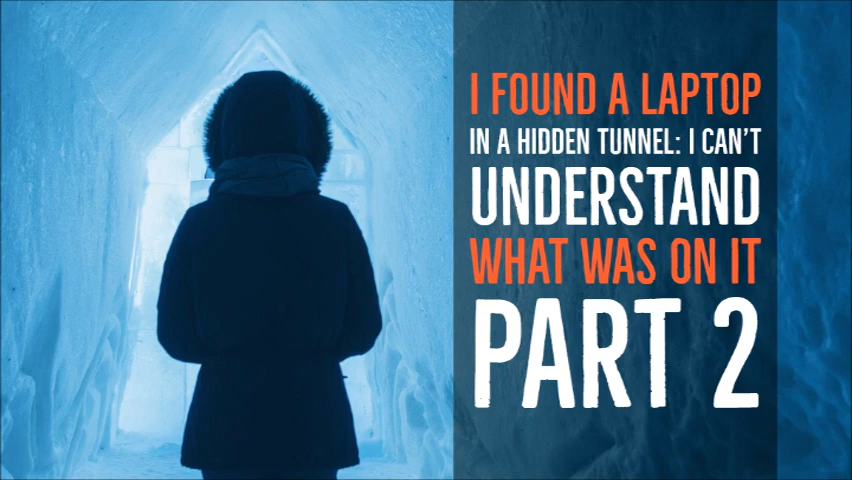 I FOUND A LAPTOP
IN A HIDDEN TUNNEL: I CAN'T
UNDERSTAND
WHAT WAS ON IT
PART 2